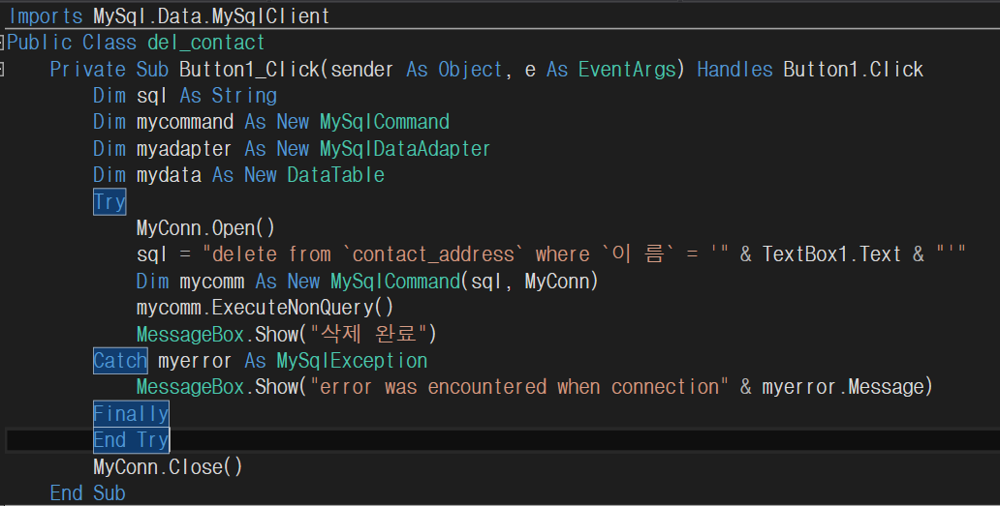 Imports MySql.Data.MySqlClient
Public Class del_contact
Private Sub Button1_Click(sender As Object, e As EventArgs) Handles Button1.Click
Dim sql As String
Dim mycommand As New MySqlCommand
Dim myadapter As New MySqlDataAdapter
Dim mydata As New DataTable
Try
MyConn.Open()
sql = "delete from `contact_address` where `이 름` = '" & TextBox1.Text & "'"
Dim mycomm As New MySqlCommand(sql, MyConn)
mycomm.ExecuteNonQuery()
MessageBox.Show("삭제 완료")
Catch myerror As MySqlException
MessageBox.Show("error was encountered when connection" & myerror.Message)
Finally
End Try
MyConn.Close()
End Sub